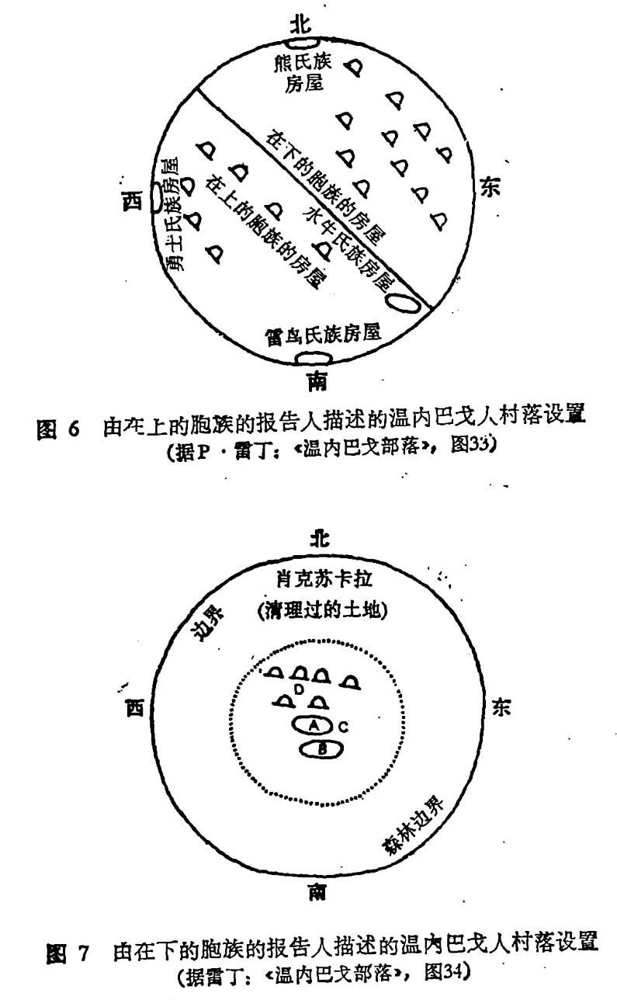 北
熊氏族
房屋
在下的胞族的房屋
西
东
勇士氏族房屋
在上的胞族的房屋
水牛氏族房屋
雷鸟氏族房屋
南
图 6 由在上的胞族的报告人描述的温内巴戈人村落设置
(据P·雷丁:《温内巴戈部落》,图33)
北
肖克苏卡拉
(清理过的土地)
边界
D
西
东
A C
B
森林边界
南
图 7 由在下的胞族的报告人描述的温内巴戈人村落设置
(据雷丁:《温内巴戈部落》,图34)